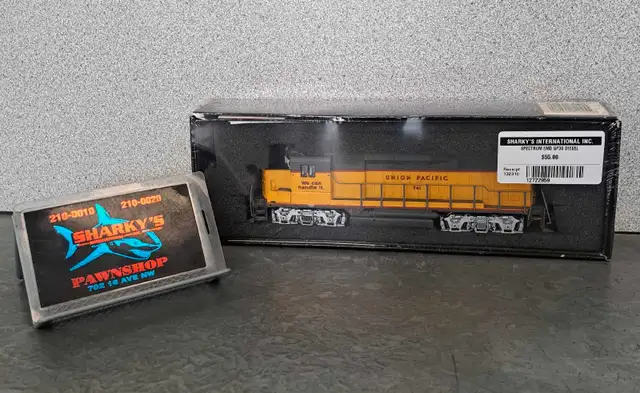 210-0010 210-0020
SHARKY'S
PAWNSHOP
702 16 AVE NW
We can
handle it.
UNION PACIFIC
SHARKY'S INTERNATIONAL INC.
SPECTRUM EMD GP30 DIESEL
$50.00
12722959